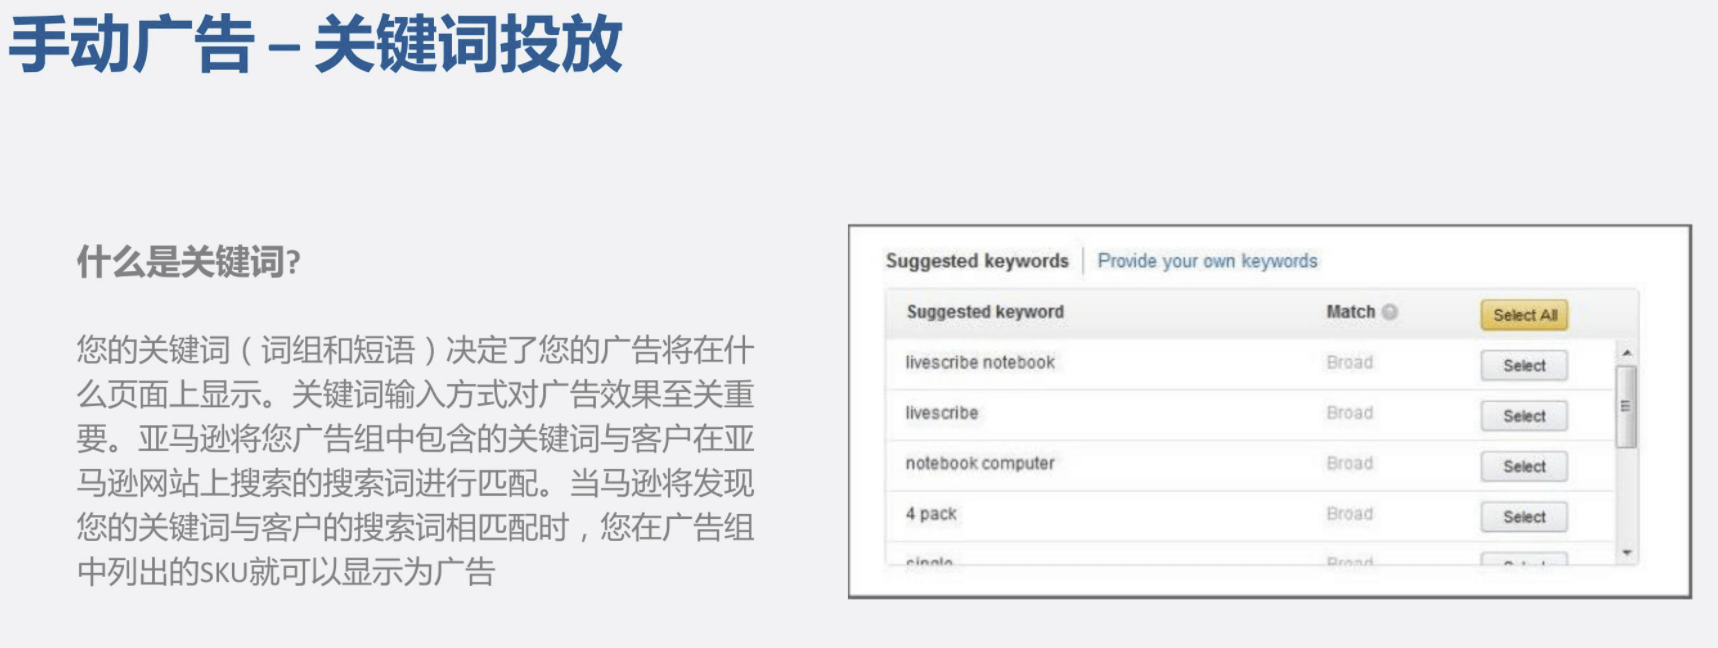 手动广告 – 关键词投放
什么是关键词?
您的关键词（词组和短语）决定了您的广告将在什
么页面上显示。关键词输入方式对广告效果至关重
要。亚马逊将您广告组中包含的关键词与客户在亚
马逊网站上搜索的搜索词进行匹配。当马逊将发现
您的关键词与客户的搜索词相匹配时，您在广告组
中列出的SKU就可以显示为广告
Suggested keywords | Provide your own keywords
Suggested keyword Match Select All
livescribe notebook Broad Select
livescribe Broad Select
notebook computer Broad Select
4 pack Broad Select
single Broad Select